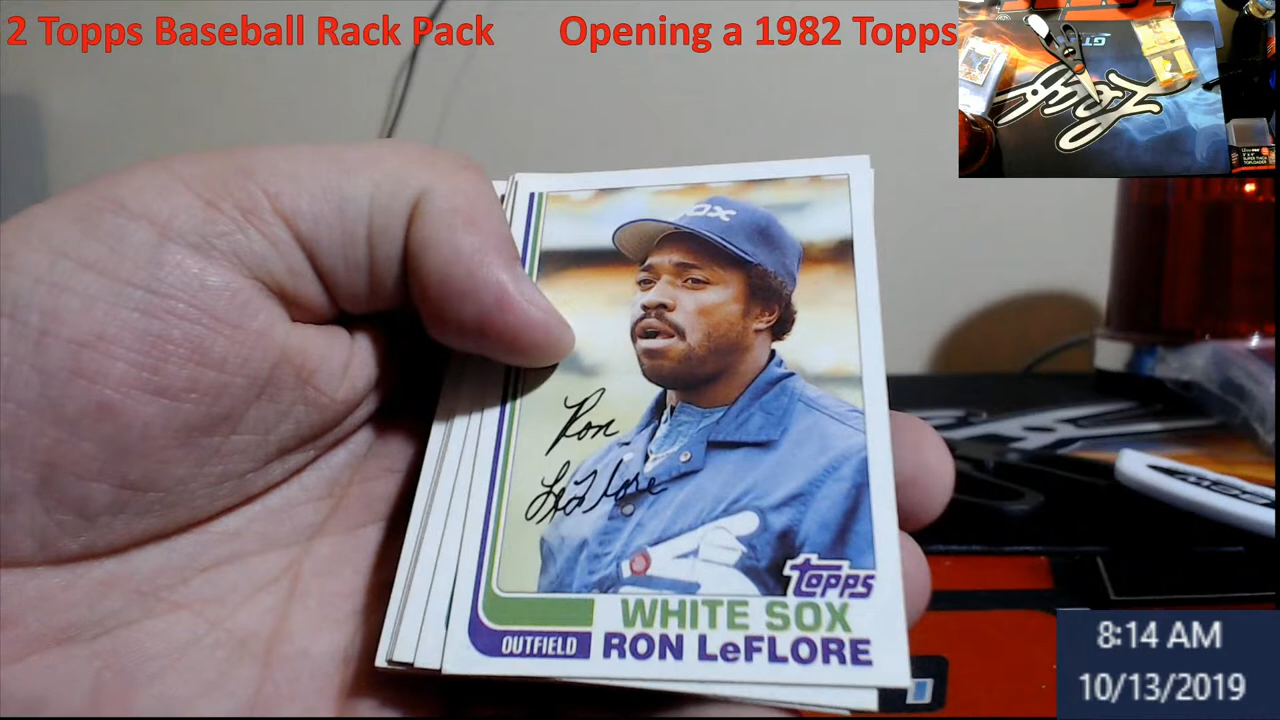 2 Topps Baseball Rack Pack Opening a 1982 Topps
OX
Ron
LeFlore
Topps
WHITE SOX
OUTFIELD RON LeFLORE
8:14 AM
10/13/2019